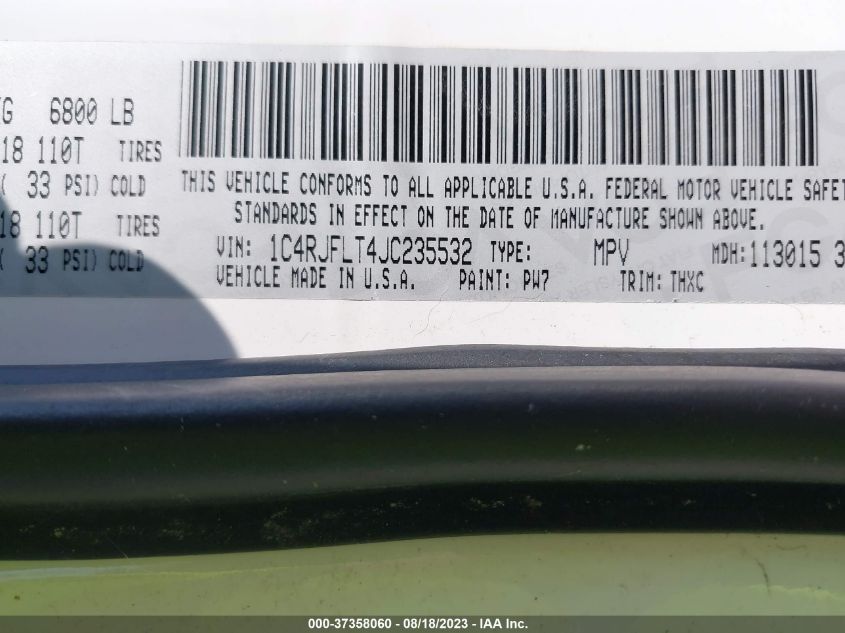 6800 LB
18 110T TIRES
( 33 PSI) COLD
18 110T TIRES
( 33 PSI) COLD
THIS VEHICLE CONFORMS TO ALL APPLICABLE U.S.A. FEDERAL MOTOR VEHICLE SAFET
STANDARDS IN EFFECT ON THE DATE OF MANUFACTURE SHOWN ABOVE.
VIN: 1C4RJFLT4JC235532 TYPE: MPV MDH:113015 3
VEHICLE MADE IN U.S.A. PAINT: PW7 TRIM: THXC
000-37358060 - 08/18/2023 - IAA Inc.